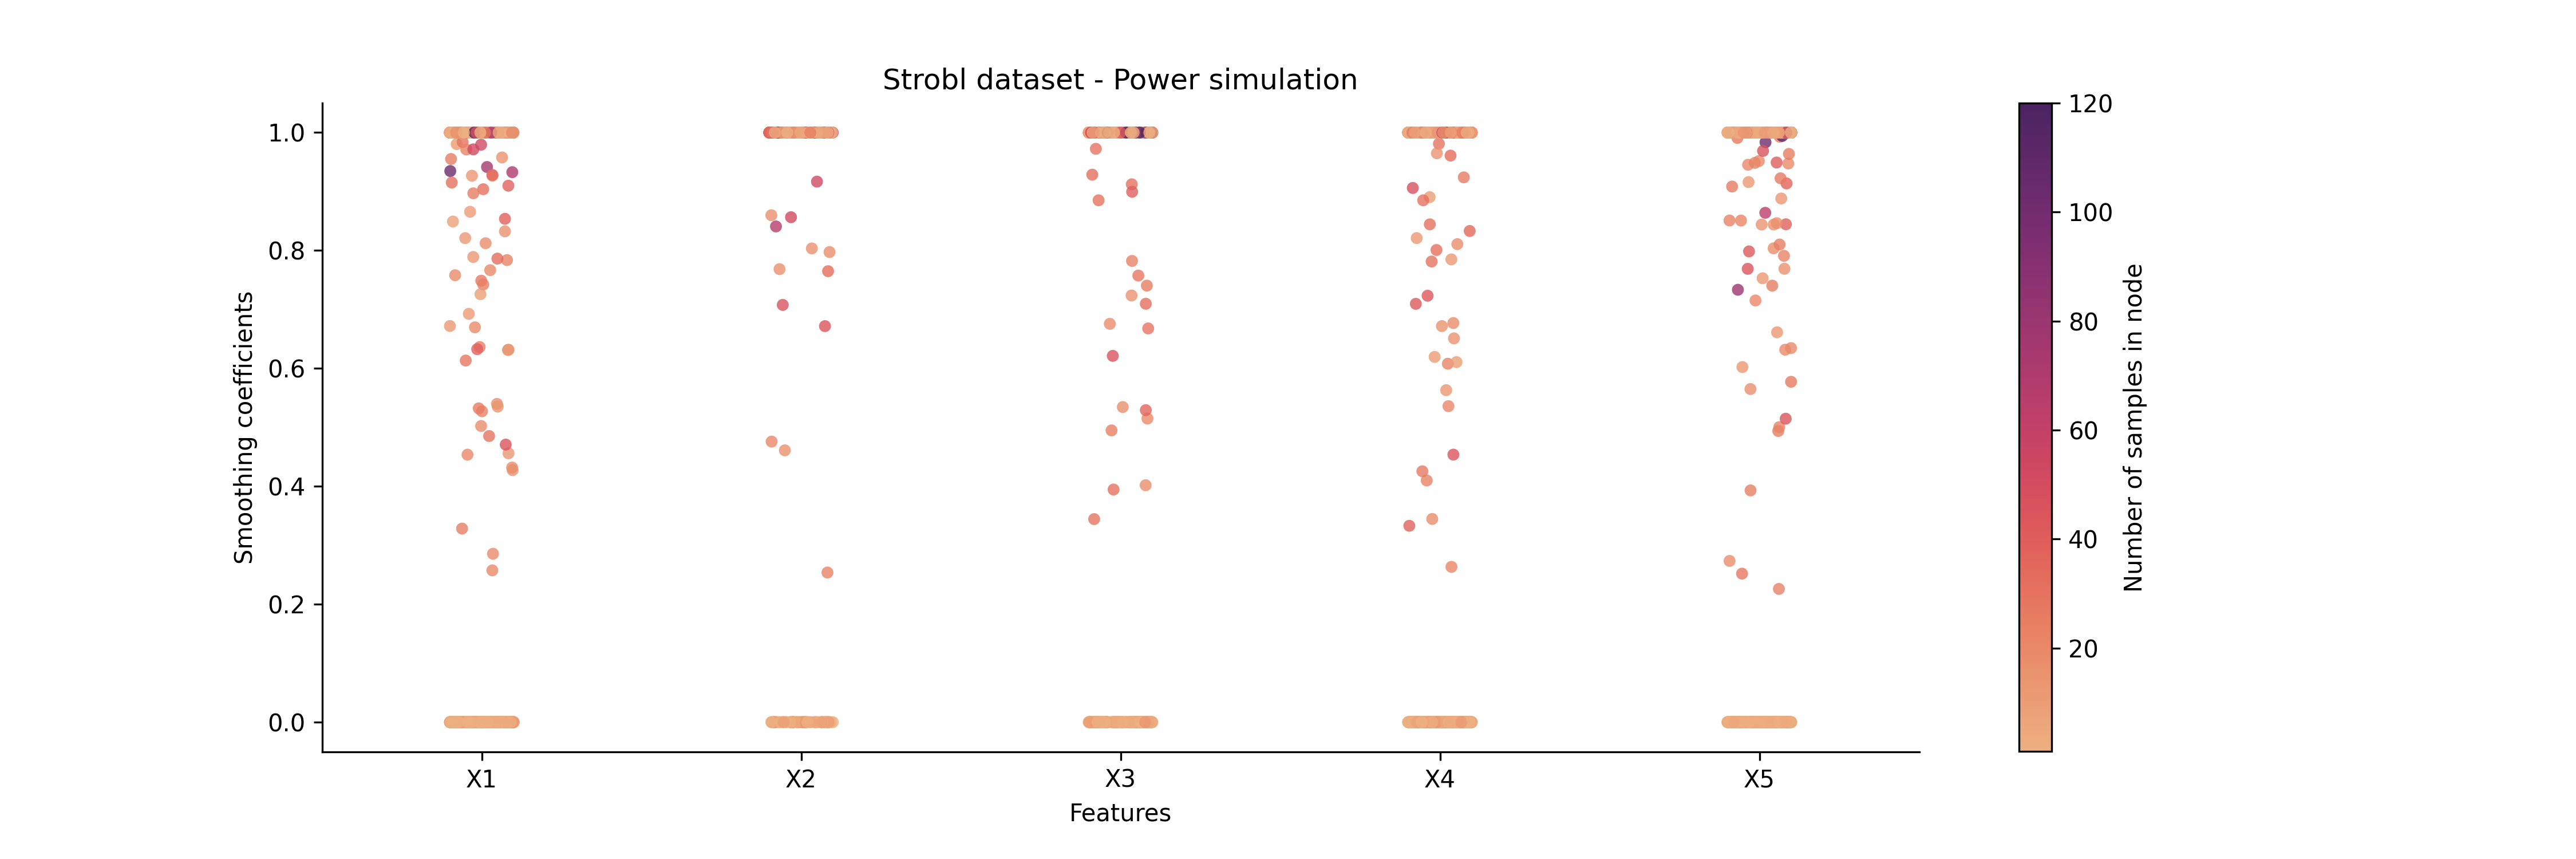 Strobl dataset - Power simulation
Smoothing coefficients
1.0
0.8
0.6
0.4
0.2
0.0
X1 X2 X3 X4 X5
Features
120
100
80
60
40
20
Number of samples in node